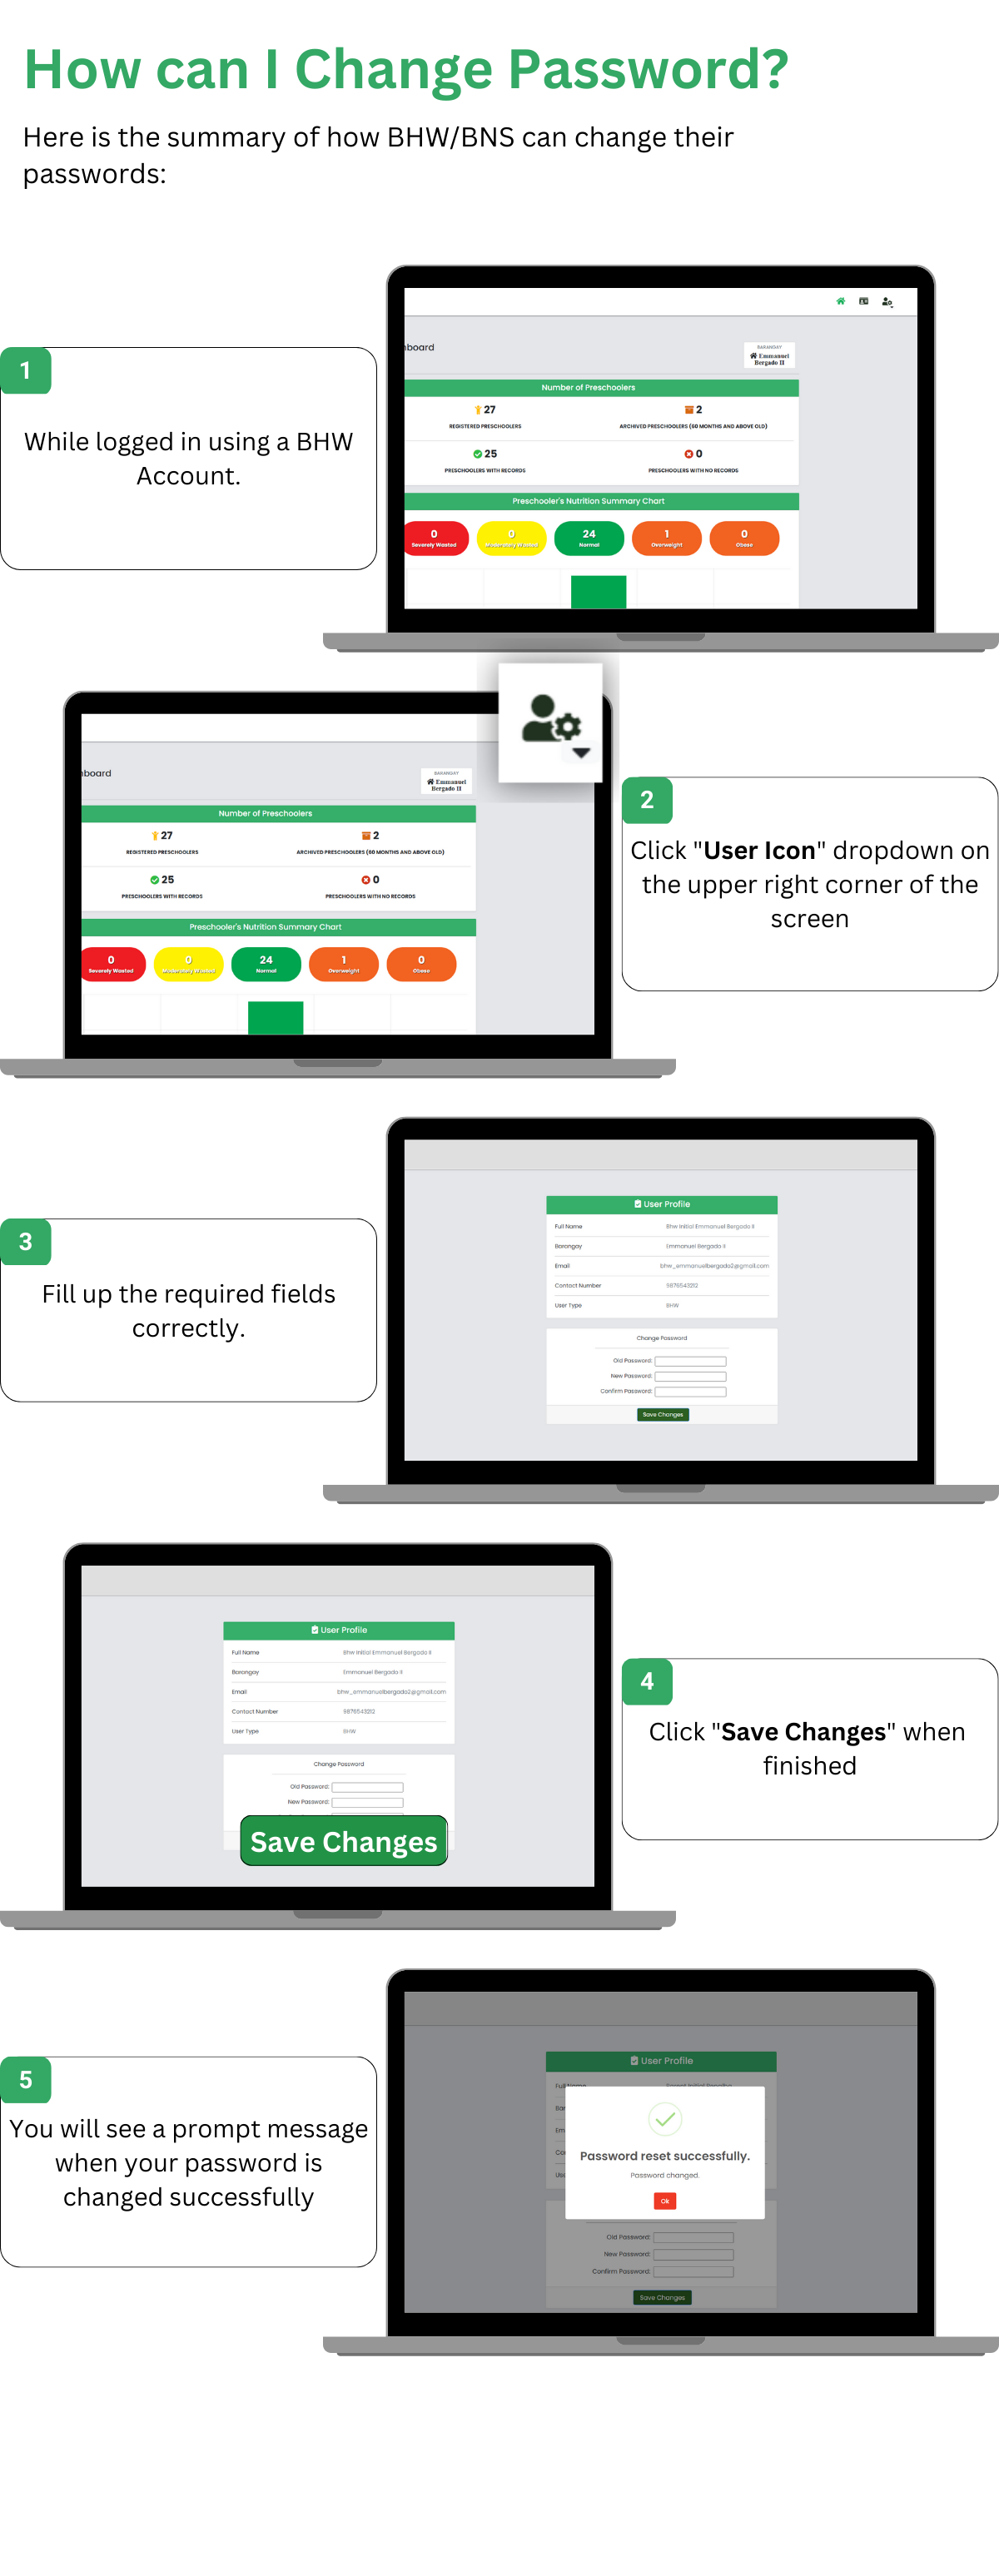 How can I Change Password?
Here is the summary of how BHW/BNS can change their
passwords:
board
BARANGAY
Emmanuel
Bergado II
Number of Preschoolers
27
2
REGISTERED PRESCHOOLERS
ARCHIVED PRESCHOOLERS (60 MONTHS AND ABOVE OLD)
25
0
PRESCHOOLERS WITH RECORDS
PRESCHOOLERS WITH NO RECORDS
Preschooler's Nutrition Summary Chart
0
0
24
1
0
Severely Wasted
Moderately Wasted
Normal
Overweight
Obese
1
While logged in using a BHW
Account.
board
BARANGAY
Emmanuel
Bergado II
Number of Preschoolers
27
2
REGISTERED PRESCHOOLERS
ARCHIVED PRESCHOOLERS (60 MONTHS AND ABOVE OLD)
25
0
PRESCHOOLERS WITH RECORDS
PRESCHOOLERS WITH NO RECORDS
Preschooler's Nutrition Summary Chart
0
0
24
1
0
Severely Wasted
Moderately Wasted
Normal
Overweight
Obese
2
Click "User Icon" dropdown on
the upper right corner of the
screen
User Profile
Full Name Bhw Initial Emmanuel Bergado II
Barangay Emmanuel Bergado II
Email bhw_emmanuelbergado2@gmail.com
Contact Number 9876543212
User Type BHW
Change Password
Old Password:
New Password:
Confirm Password:
Save Changes
3
Fill up the required fields
correctly.
User Profile
Full Name Bhw Initial Emmanuel Bergado II
Barangay Emmanuel Bergado II
Email bhw_emmanuelbergado2@gmail.com
Contact Number 9876543212
User Type BHW
Change Password
Old Password:
New Password:
Save Changes
4
Click "Save Changes" when
finished
5
You will see a prompt message
when your password is
changed successfully
User Profile
Password reset successfully.
Password changed.
Ok
Old Password:
New Password:
Confirm Password:
Save Changes